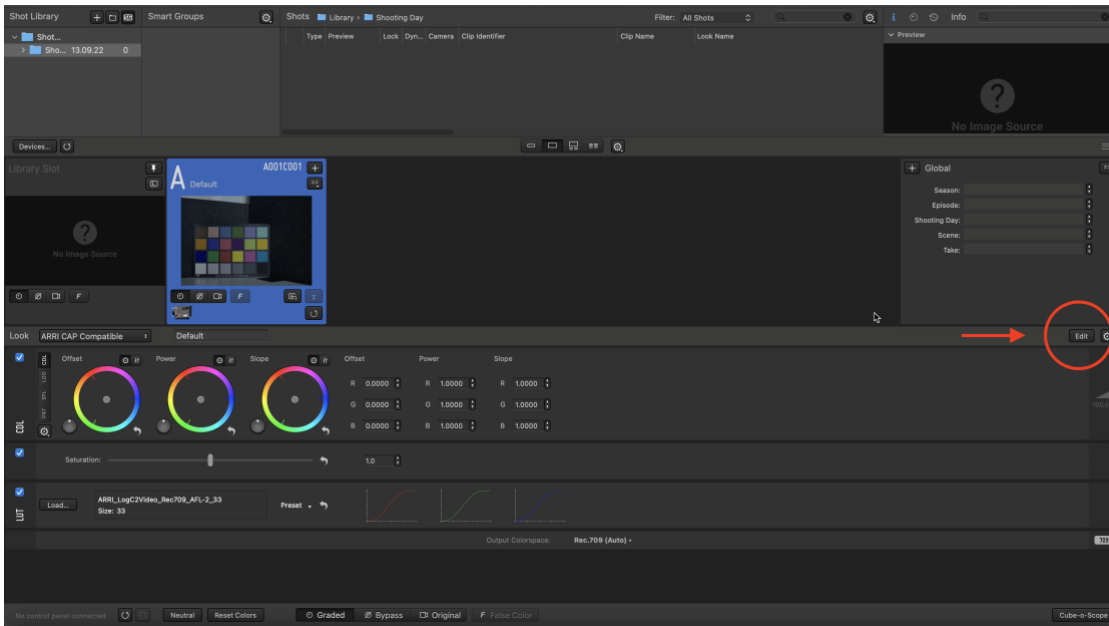 Shot Library
Smart Groups
Shots Library › Shooting Day
Filter: All Shots
i
Info
Shot...
Sho... 13.09.22 0
Type Preview Lock Dyn... Camera Clip Identifier Clip Name Look Name
Preview
No Image Source
Devices...
Library Slot
No Image Source
F
A Default
A001C001
F
Global
Season:
Episode:
Shooting Day:
Scene:
Take:
Look ARRI CAP Compatible Default
Edit
CDL
CDL
LGG
SPL
PRT
Offset Power Slope
Offset Power Slope
R 0.0000 R 1.0000 R 1.0000
G 0.0000 G 1.0000 G 1.0000
B 0.0000 B 1.0000 B 1.0000
Saturation: 1.0
LUT
Load...
ARRI_LogC2Video_Rec709_AFL-2_33
Size: 33
Preset
Output Colorspace: Rec.709 (Auto)
709
No control panel connected
Neutral
Reset Colors
Graded
Bypass
Original
F False Color
Cube-o-Scope